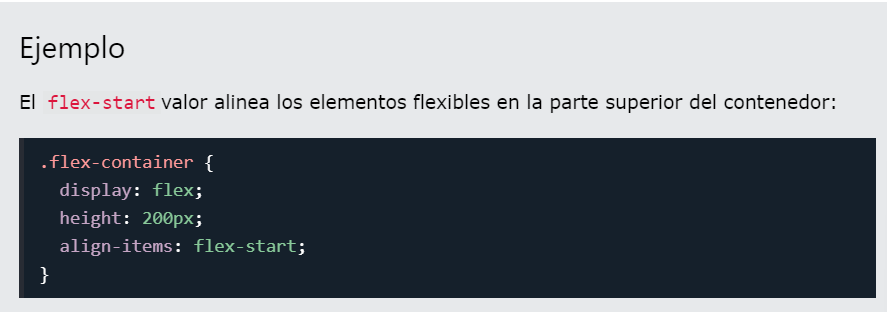 Ejemplo
El flex-start valor alinea los elementos flexibles en la parte superior del contenedor:
.flex-container {
  display: flex;
  height: 200px;
  align-items: flex-start;
}